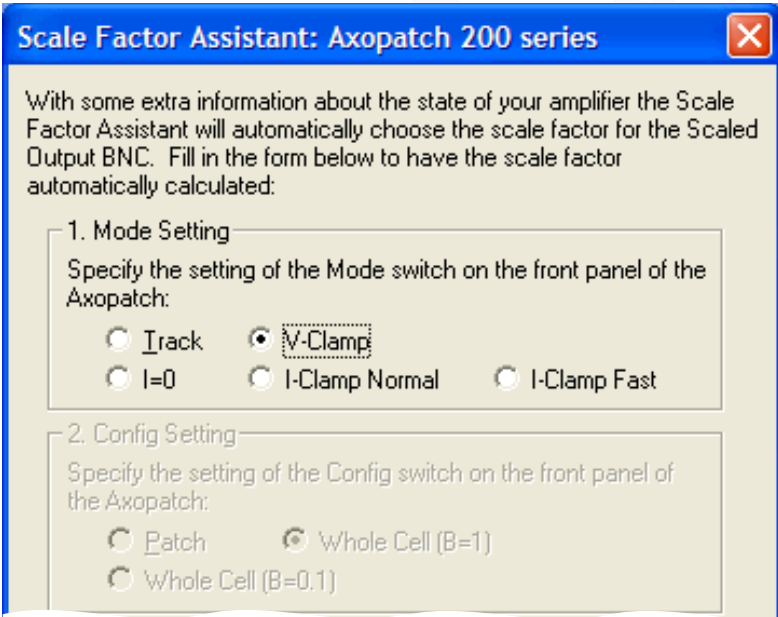 Scale Factor Assistant: Axopatch 200 series
With some extra information about the state of your amplifier the Scale
Factor Assistant will automatically choose the scale factor for the Scaled
Output BNC.  Fill in the form below to have the scale factor
automatically calculated:
1. Mode Setting
Specify the setting of the Mode switch on the front panel of the
Axopatch:
Track V-Clamp
I=0 I-Clamp Normal I-Clamp Fast
2. Config Setting
Specify the setting of the Config switch on the front panel of
the Axopatch:
Patch Whole Cell (B=1)
Whole Cell (B=0.1)